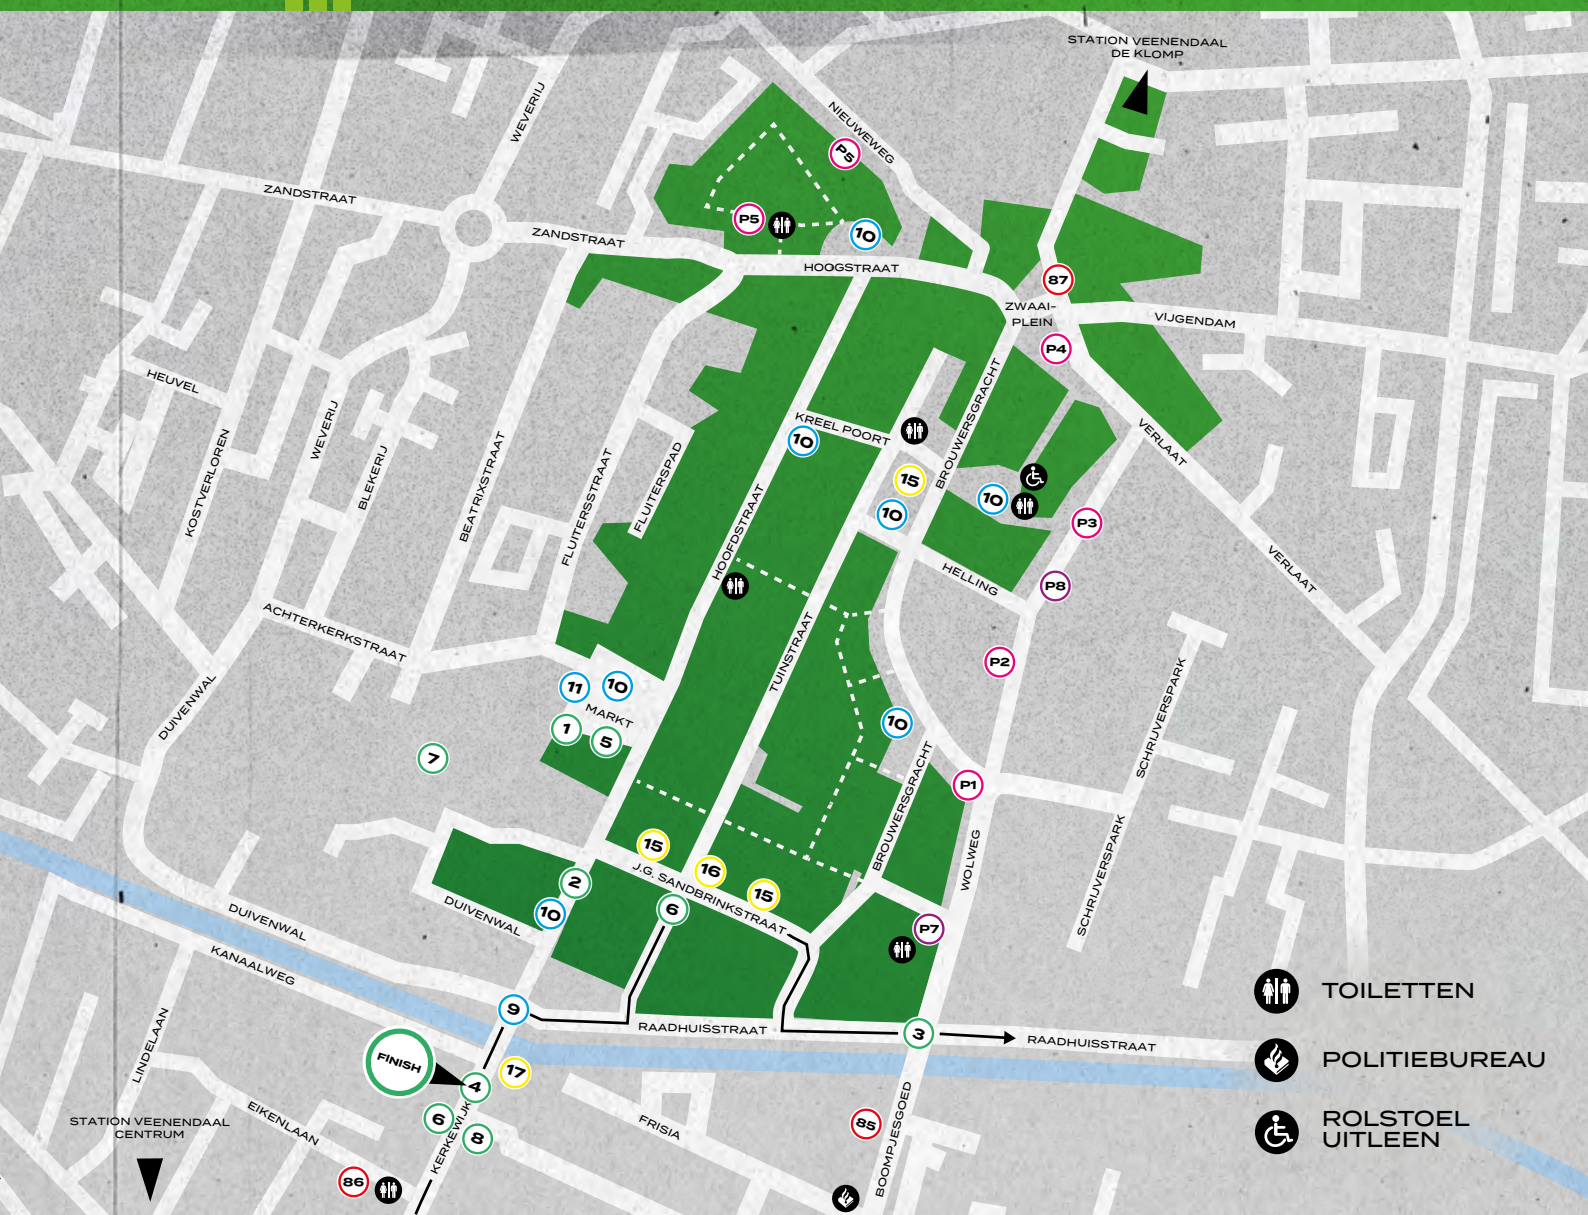 STATION VEENENDAAL
DE KLOMP
NIEUWEWEG
WEVERIJ
P5
ZANDSTRAAT
P5
10
ZANDSTRAAT
HOOGSTRAAT
87
ZWAAI-
PLEIN
VIJGENDAM
P4
HEUVEL
WEVERIJ
KOSTVERLOREN
BLEKERIJ
BEATRIXSTRAAT
FLUITERSSTRAAT
FLUITERSPAD
HOOFDSTRAAT
KREEL POORT
10
15
10
BROUWERSGRACHT
10
VERLAAT
P3
VERLAAT
HELLING
P8
ACHTERKERKSTRAAT
TUINSTRAAT
P2
SCHRIJVERSPARK
DUIVENWAL
11
10
MARKT
1
5
7
10
P1
BROUWERSGRACHT
WOLWEG
SCHRIJVERSPARK
15
16
15
J.G. SANDBRINKSTRAAT
2
6
10
DUIVENWAL
P7
DUIVENWAL
KANAALWEG
9
RAADHUISSTRAAT
3
RAADHUISSTRAAT
LINDELAAN
FINISH
4
17
6
8
KERKEWIJK
EIKENLAAN
FRISIA
85
BOOMPJESGOED
STATION VEENENDAAL
CENTRUM
86
TOILETTEN
POLITIEBUREAU
ROLSTOEL
UITLEEN